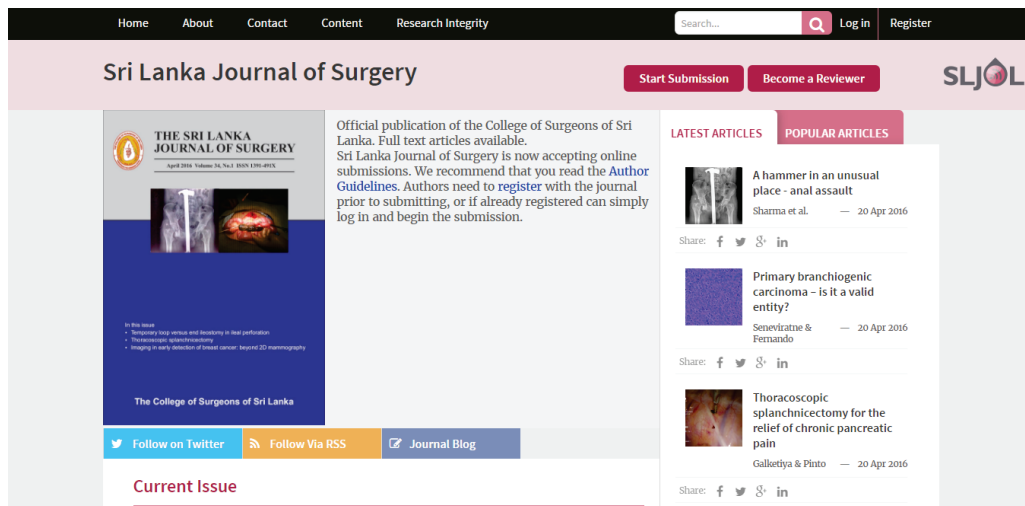 Home About Contact Content Research Integrity
Search...
Log in Register
Sri Lanka Journal of Surgery
Start Submission Become a Reviewer
SLJOL
THE SRI LANKA
JOURNAL OF SURGERY
April 2016 Volume 34, No.1 ISSN 1391-491X
In this issue
• Temporary loop versus end ileostomy in ileal perforation
• Thoracoscopic splanchnicectomy
• Imaging in early detection of breast cancer: beyond 2D mammography
The College of Surgeons of Sri Lanka
Official publication of the College of Surgeons of Sri
Lanka. Full text articles available.
Sri Lanka Journal of Surgery is now accepting online
submissions. We recommend that you read the Author
Guidelines. Authors need to register with the journal
prior to submitting, or if already registered can simply
log in and begin the submission.
Follow on Twitter Follow Via RSS Journal Blog
Current Issue
LATEST ARTICLES POPULAR ARTICLES
A hammer in an unusual
place - anal assault
Sharma et al. — 20 Apr 2016
Share:
Primary branchiogenic
carcinoma – is it a valid
entity?
Seneviratne & — 20 Apr 2016
Fernando
Share:
Thoracoscopic
splanchnicectomy for the
relief of chronic pancreatic
pain
Galketiya & Pinto — 20 Apr 2016
Share: